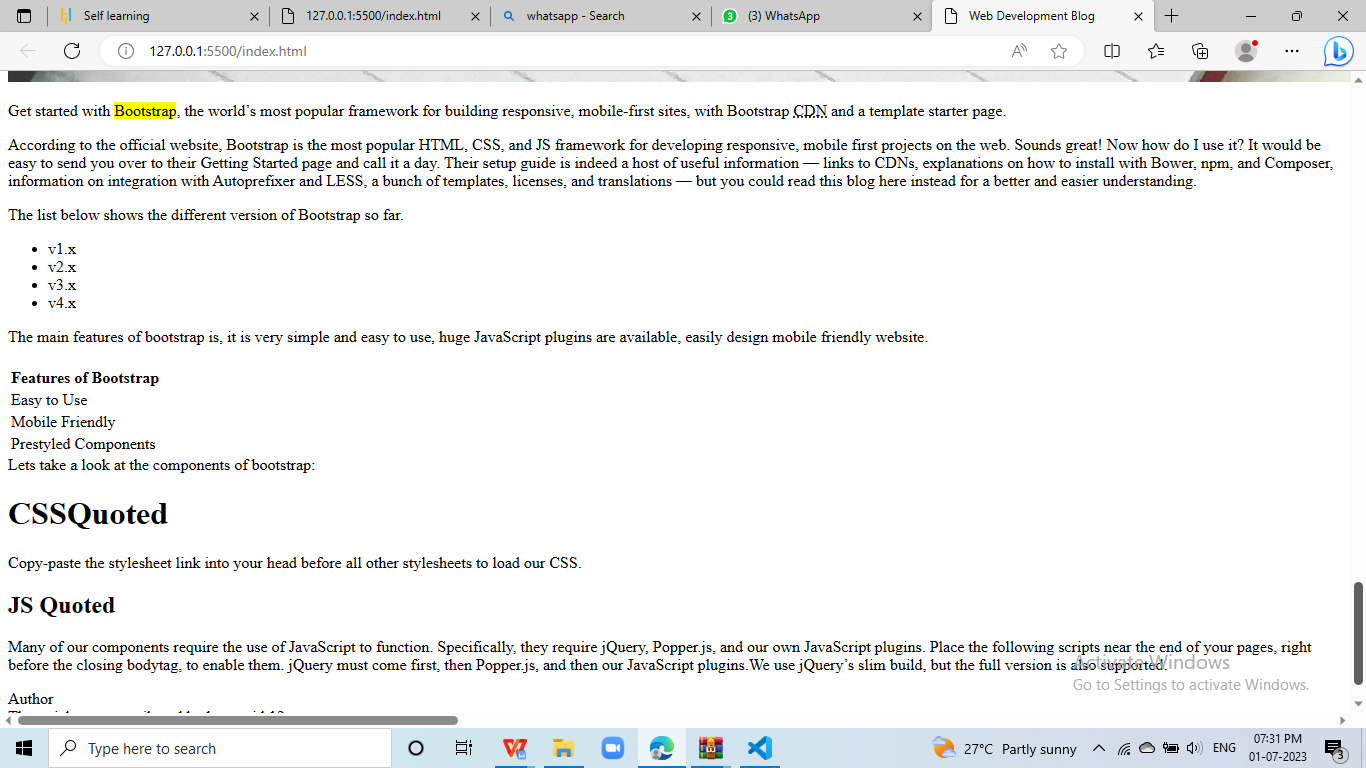 Self learning
127.0.0.1:5500/index.html
whatsapp - Search
3
(3) WhatsApp
Web Development Blog
127.0.0.1:5500/index.html
Get started with Bootstrap, the world’s most popular framework for building responsive, mobile-first sites, with Bootstrap CDN and a template starter page.
According to the official website, Bootstrap is the most popular HTML, CSS, and JS framework for developing responsive, mobile first projects on the web. Sounds great! Now how do I use it? It would be
easy to send you over to their Getting Started page and call it a day. Their setup guide is indeed a host of useful information — links to CDNs, explanations on how to install with Bower, npm, and Composer,
information on integration with Autoprefixer and LESS, a bunch of templates, licenses, and translations — but you could read this blog here instead for a better and easier understanding.
The list below shows the different version of Bootstrap so far.
• v1.x
• v2.x
• v3.x
• v4.x
The main features of bootstrap is, it is very simple and easy to use, huge JavaScript plugins are available, easily design mobile friendly website.
Features of Bootstrap
Easy to Use
Mobile Friendly
Prestyled Components
Lets take a look at the components of bootstrap:
CSSQuoted
Copy-paste the stylesheet link into your head before all other stylesheets to load our CSS.
JS Quoted
Many of our components require the use of JavaScript to function. Specifically, they require jQuery, Popper.js, and our own JavaScript plugins. Place the following scripts near the end of your pages, right
before the closing bodytag, to enable them. jQuery must come first, then Popper.js, and then our JavaScript plugins.We use jQuery’s slim build, but the full version is also supported.
Activate Windows
Go to Settings to activate Windows.
Author
Type here to search
27°C Partly sunny
ENG
07:31 PM
01-07-2023
3